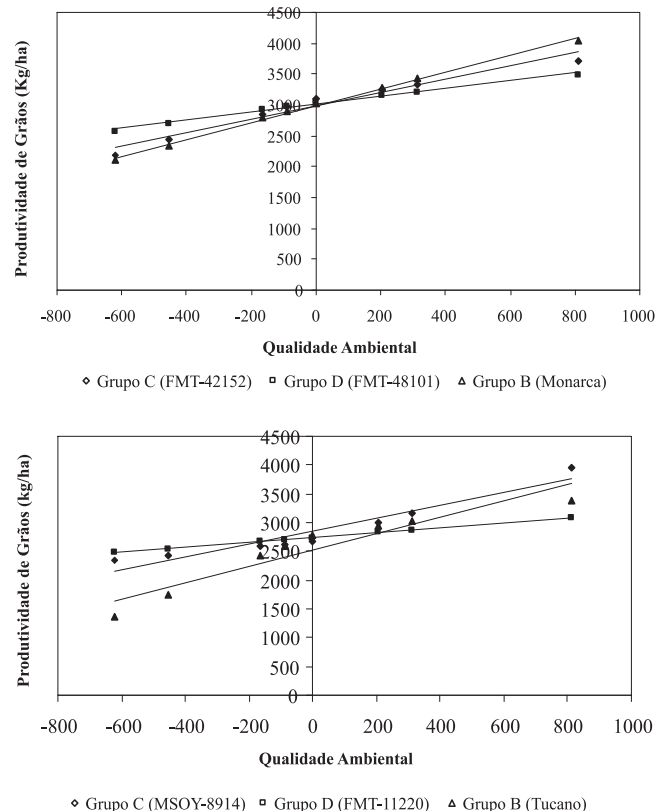 4500
4000
3500
3000
2500
2000
1500
1000
500
0
Produtividade de Grãos (Kg/ha)
-800 -600 -400 -200 0 200 400 600 800 1000
Qualidade Ambiental
Grupo C (FMT-42152) Grupo D (FMT-48101) Grupo B (Monarca)
4500
4000
3500
3000
2500
2000
1500
1000
500
0
Produtividade de Grãos (kg/ha)
-800 -600 -400 -200 0 200 400 600 800 1000
Qualidade Ambiental
Grupo C (MSOY-8914) Grupo D (FMT-11220) Grupo B (Tucano)